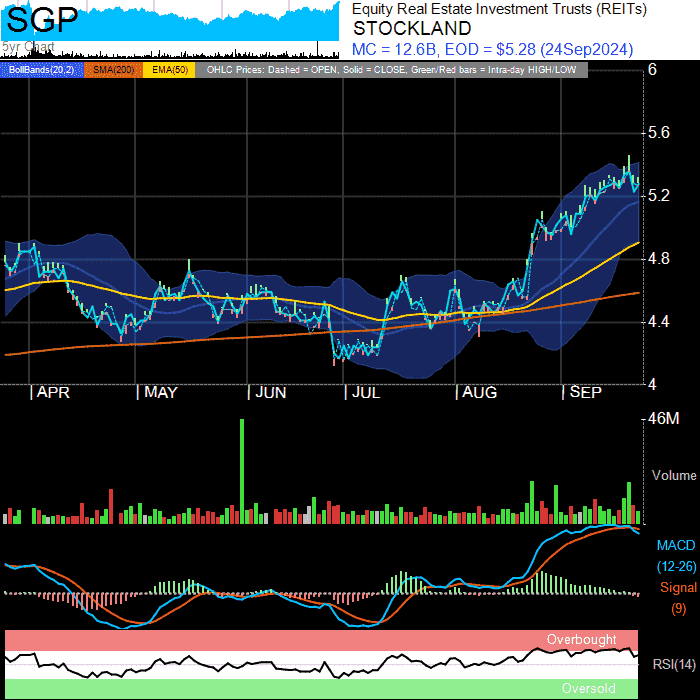 SGP
5yr Chart
Equity Real Estate Investment Trusts (REITs)
STOCKLAND
MC = 12.6B, EOD = $5.28 (24Sep2024)
BollBands(20,2) SMA(200) EMA(50) OHLC Prices: Dashed = OPEN, Solid = CLOSE, Green/Red bars = Intra-day HIGH/LOW
6
5.6
5.2
4.8
4.4
4
APR MAY JUN JUL AUG SEP
46M
Volume
MACD
(12-26)
Signal
(9)
Overbought
RSI(14)
Oversold